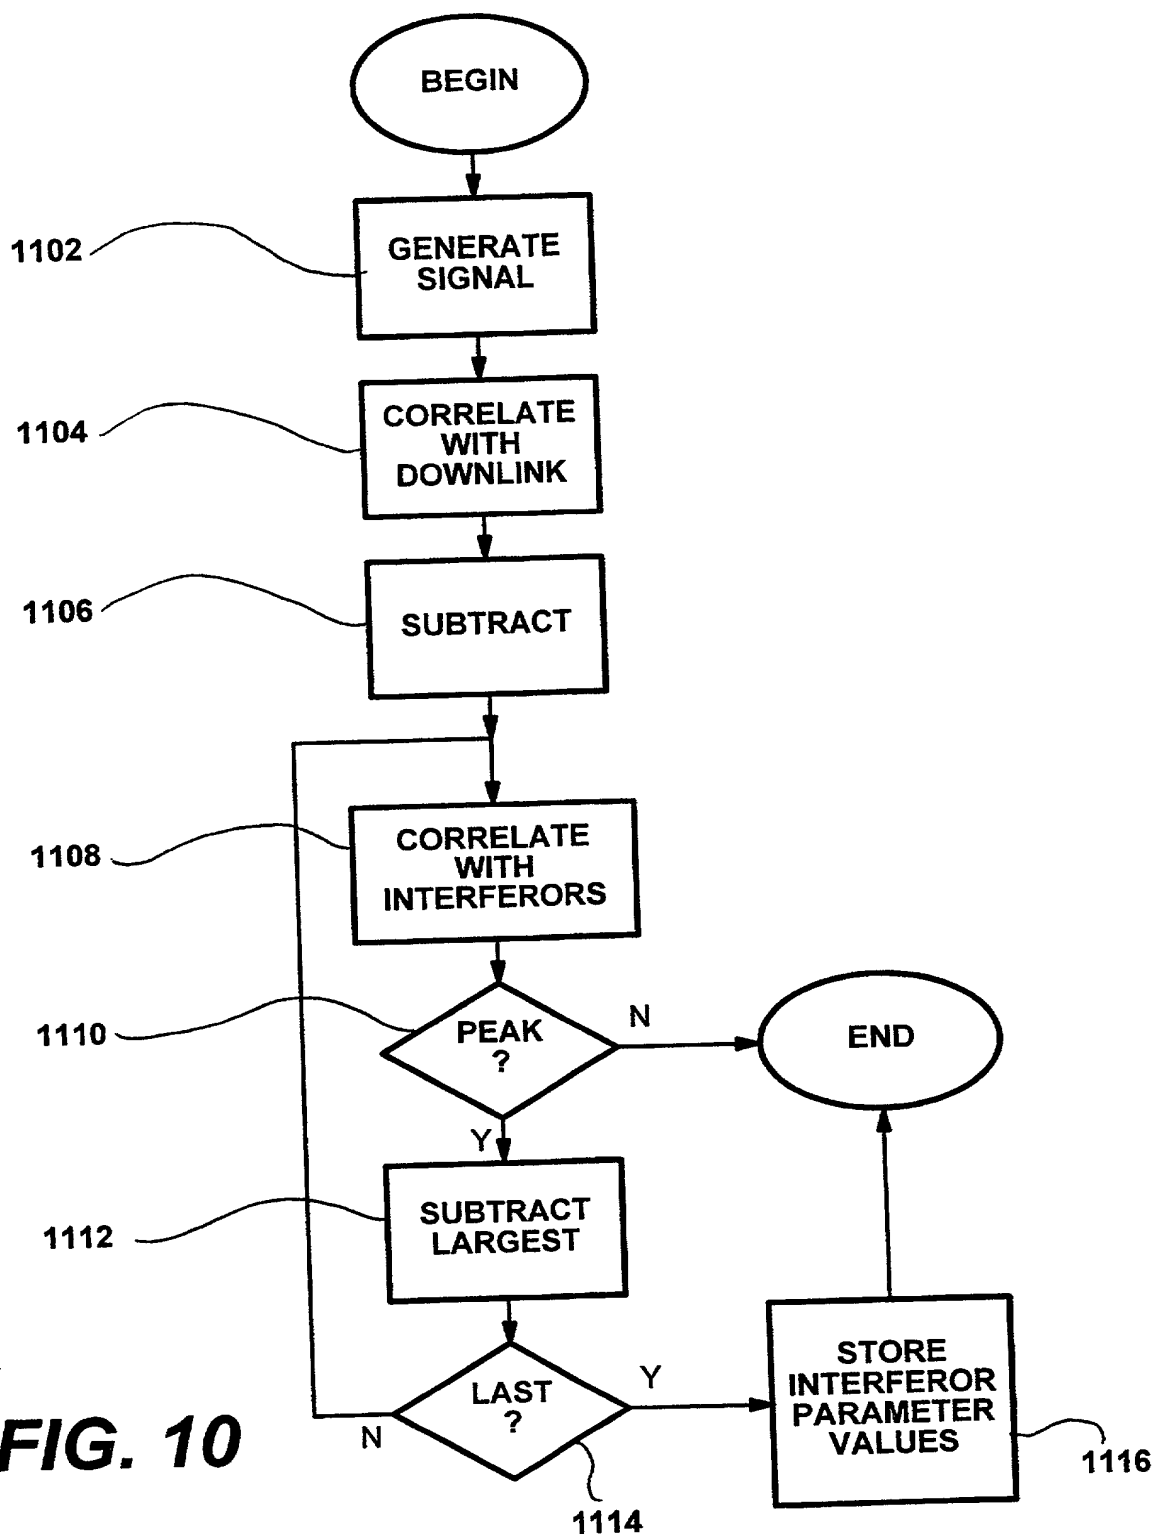 BEGIN
1102
GENERATE
SIGNAL
1104
CORRELATE
WITH
DOWNLINK
1106
SUBTRACT
1108
CORRELATE
WITH
INTERFERORS
1110
PEAK
?
N
END
Y
1112
SUBTRACT
LARGEST
LAST
?
Y
N
STORE
INTERFEROR
PARAMETER
VALUES
1116
1114
FIG. 10